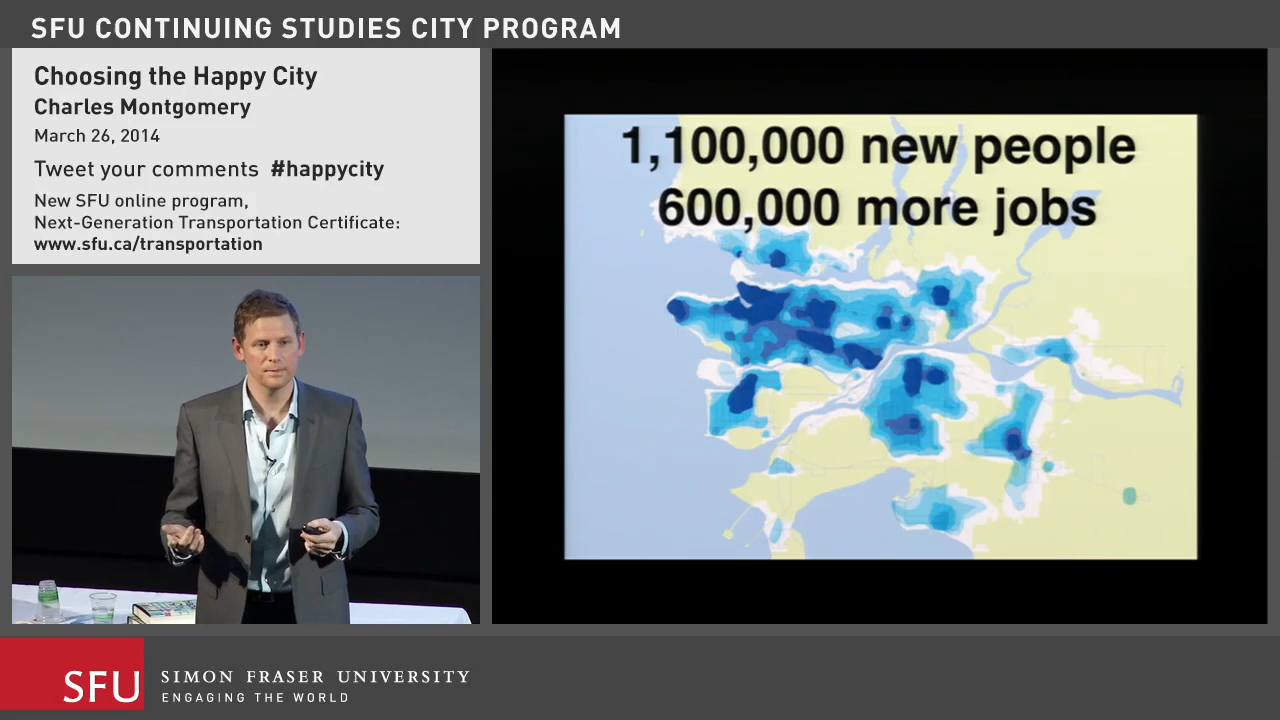 SFU CONTINUING STUDIES CITY PROGRAM
Choosing the Happy City
Charles Montgomery
March 26, 2014
Tweet your comments #happycity
New SFU online program,
Next-Generation Transportation Certificate:
www.sfu.ca/transportation
1,100,000 new people
600,000 more jobs
SFU
SIMON FRASER UNIVERSITY
ENGAGING THE WORLD